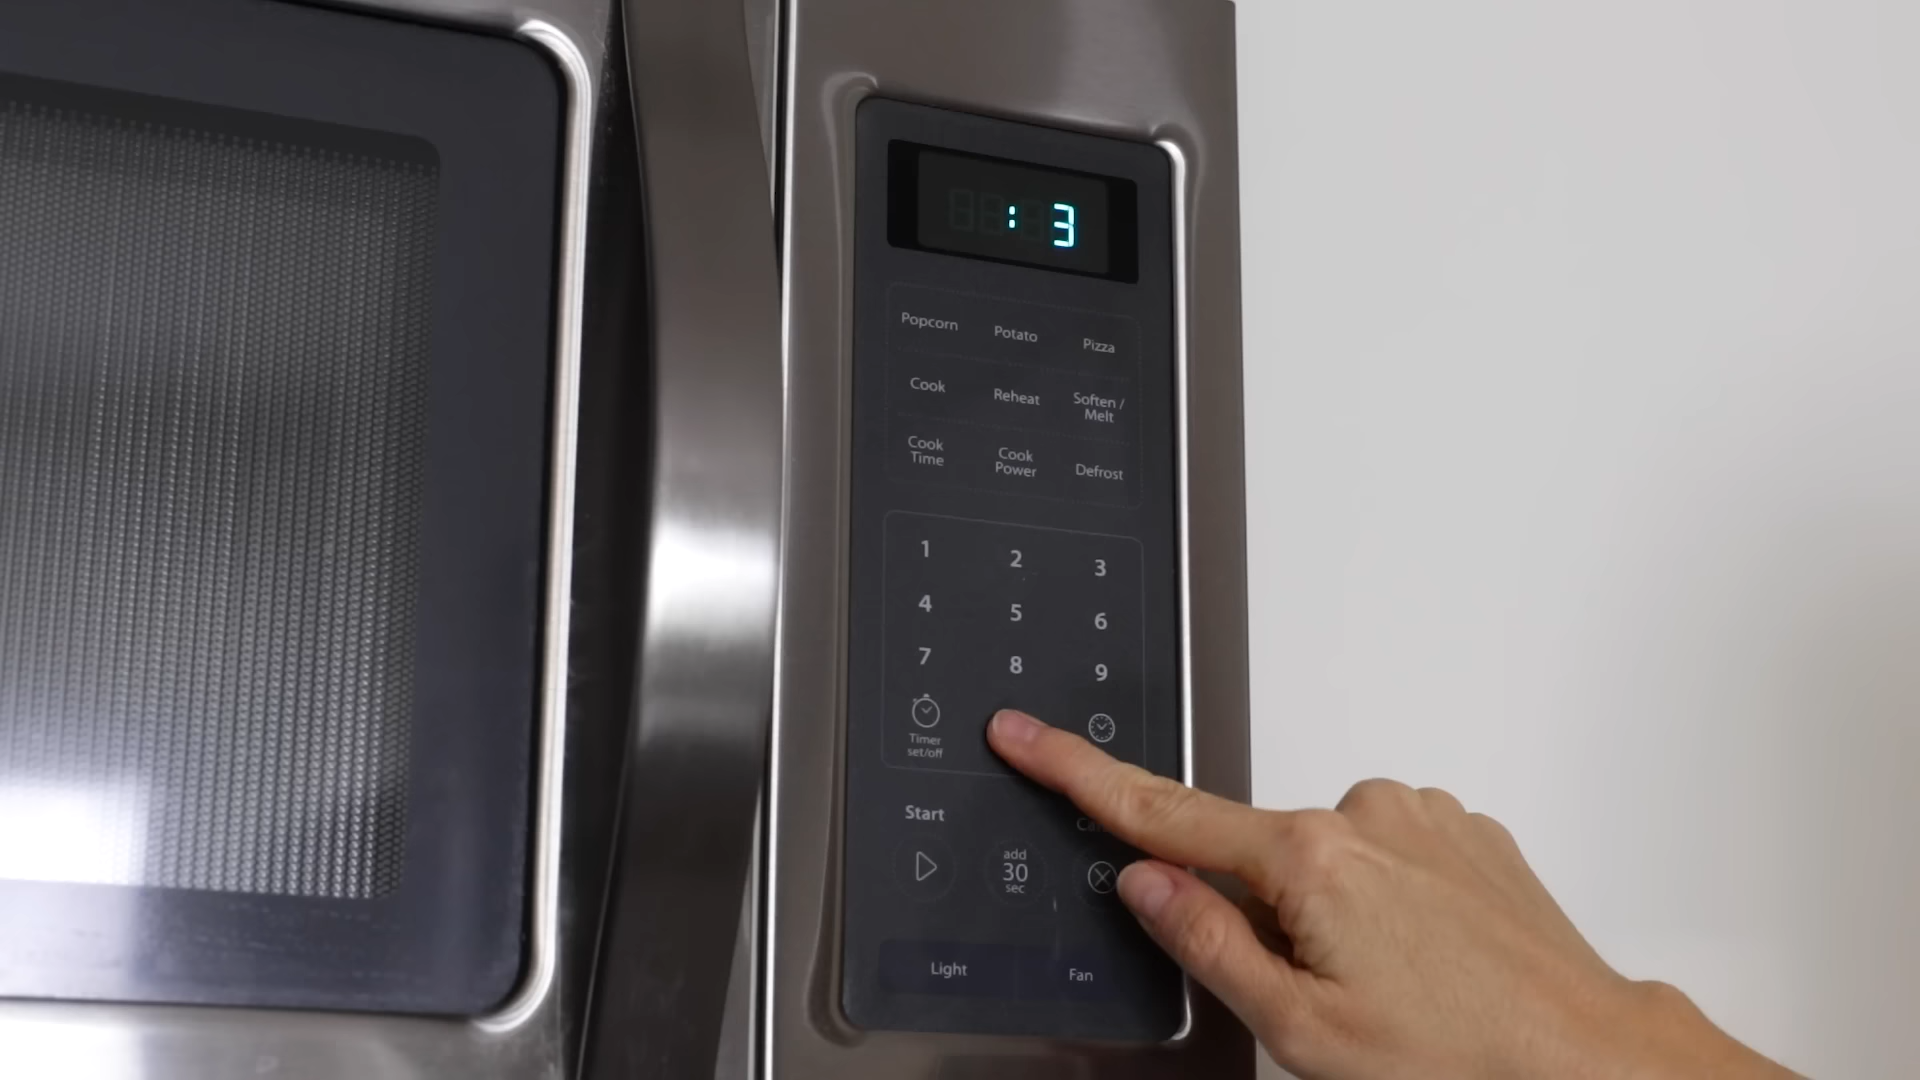 : 3
Popcorn Potato Pizza
Cook Reheat Soften /
Melt
Cook
Time
Cook
Power
Defrost
1 2 3
4 5 6
7 8 9
Timer
set/off
Start
add
30
sec
Light Fan